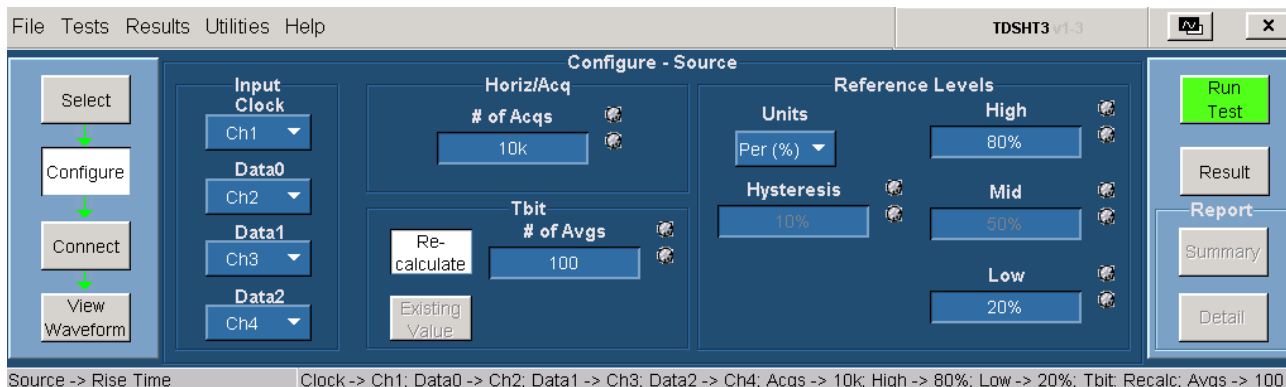 File Tests Results Utilities Help
TDSHT3 v1-3
x
Select
Configure
Connect
View
Waveform
Configure - Source
Input
Clock
Ch1
Data0
Ch2
Data1
Ch3
Data2
Ch4
Horiz/Acq
# of Acqs
10k
Tbit
Re-
calculate
# of Avgs
100
Existing
Value
Reference Levels
Units
Per (%)
Hysteresis
10%
High
80%
Mid
50%
Low
20%
Run
Test
Result
Report
Summary
Detail
Source -> Rise Time
Clock -> Ch1; Data0 -> Ch2; Data1 -> Ch3; Data2 -> Ch4; Acqs -> 10k; High -> 80%; Low -> 20%; Tbit: Recalc; Avgs -> 100